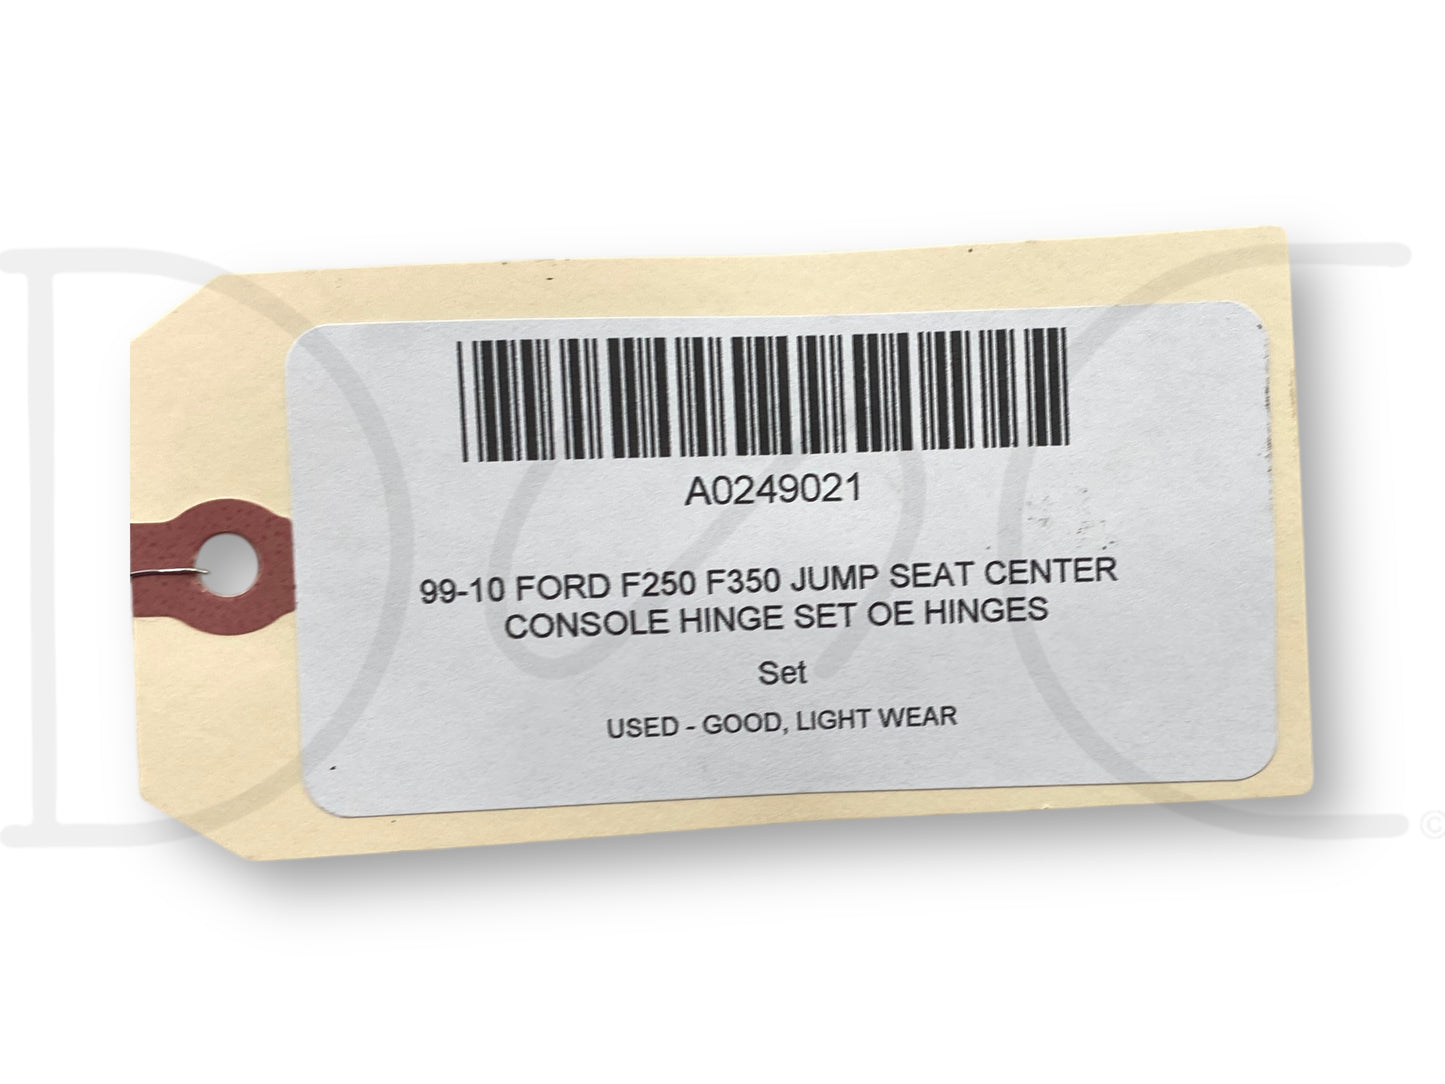 A0249021
99-10 FORD F250 F350 JUMP SEAT CENTER
CONSOLE HINGE SET OE HINGES
Set
USED - GOOD, LIGHT WEAR
©